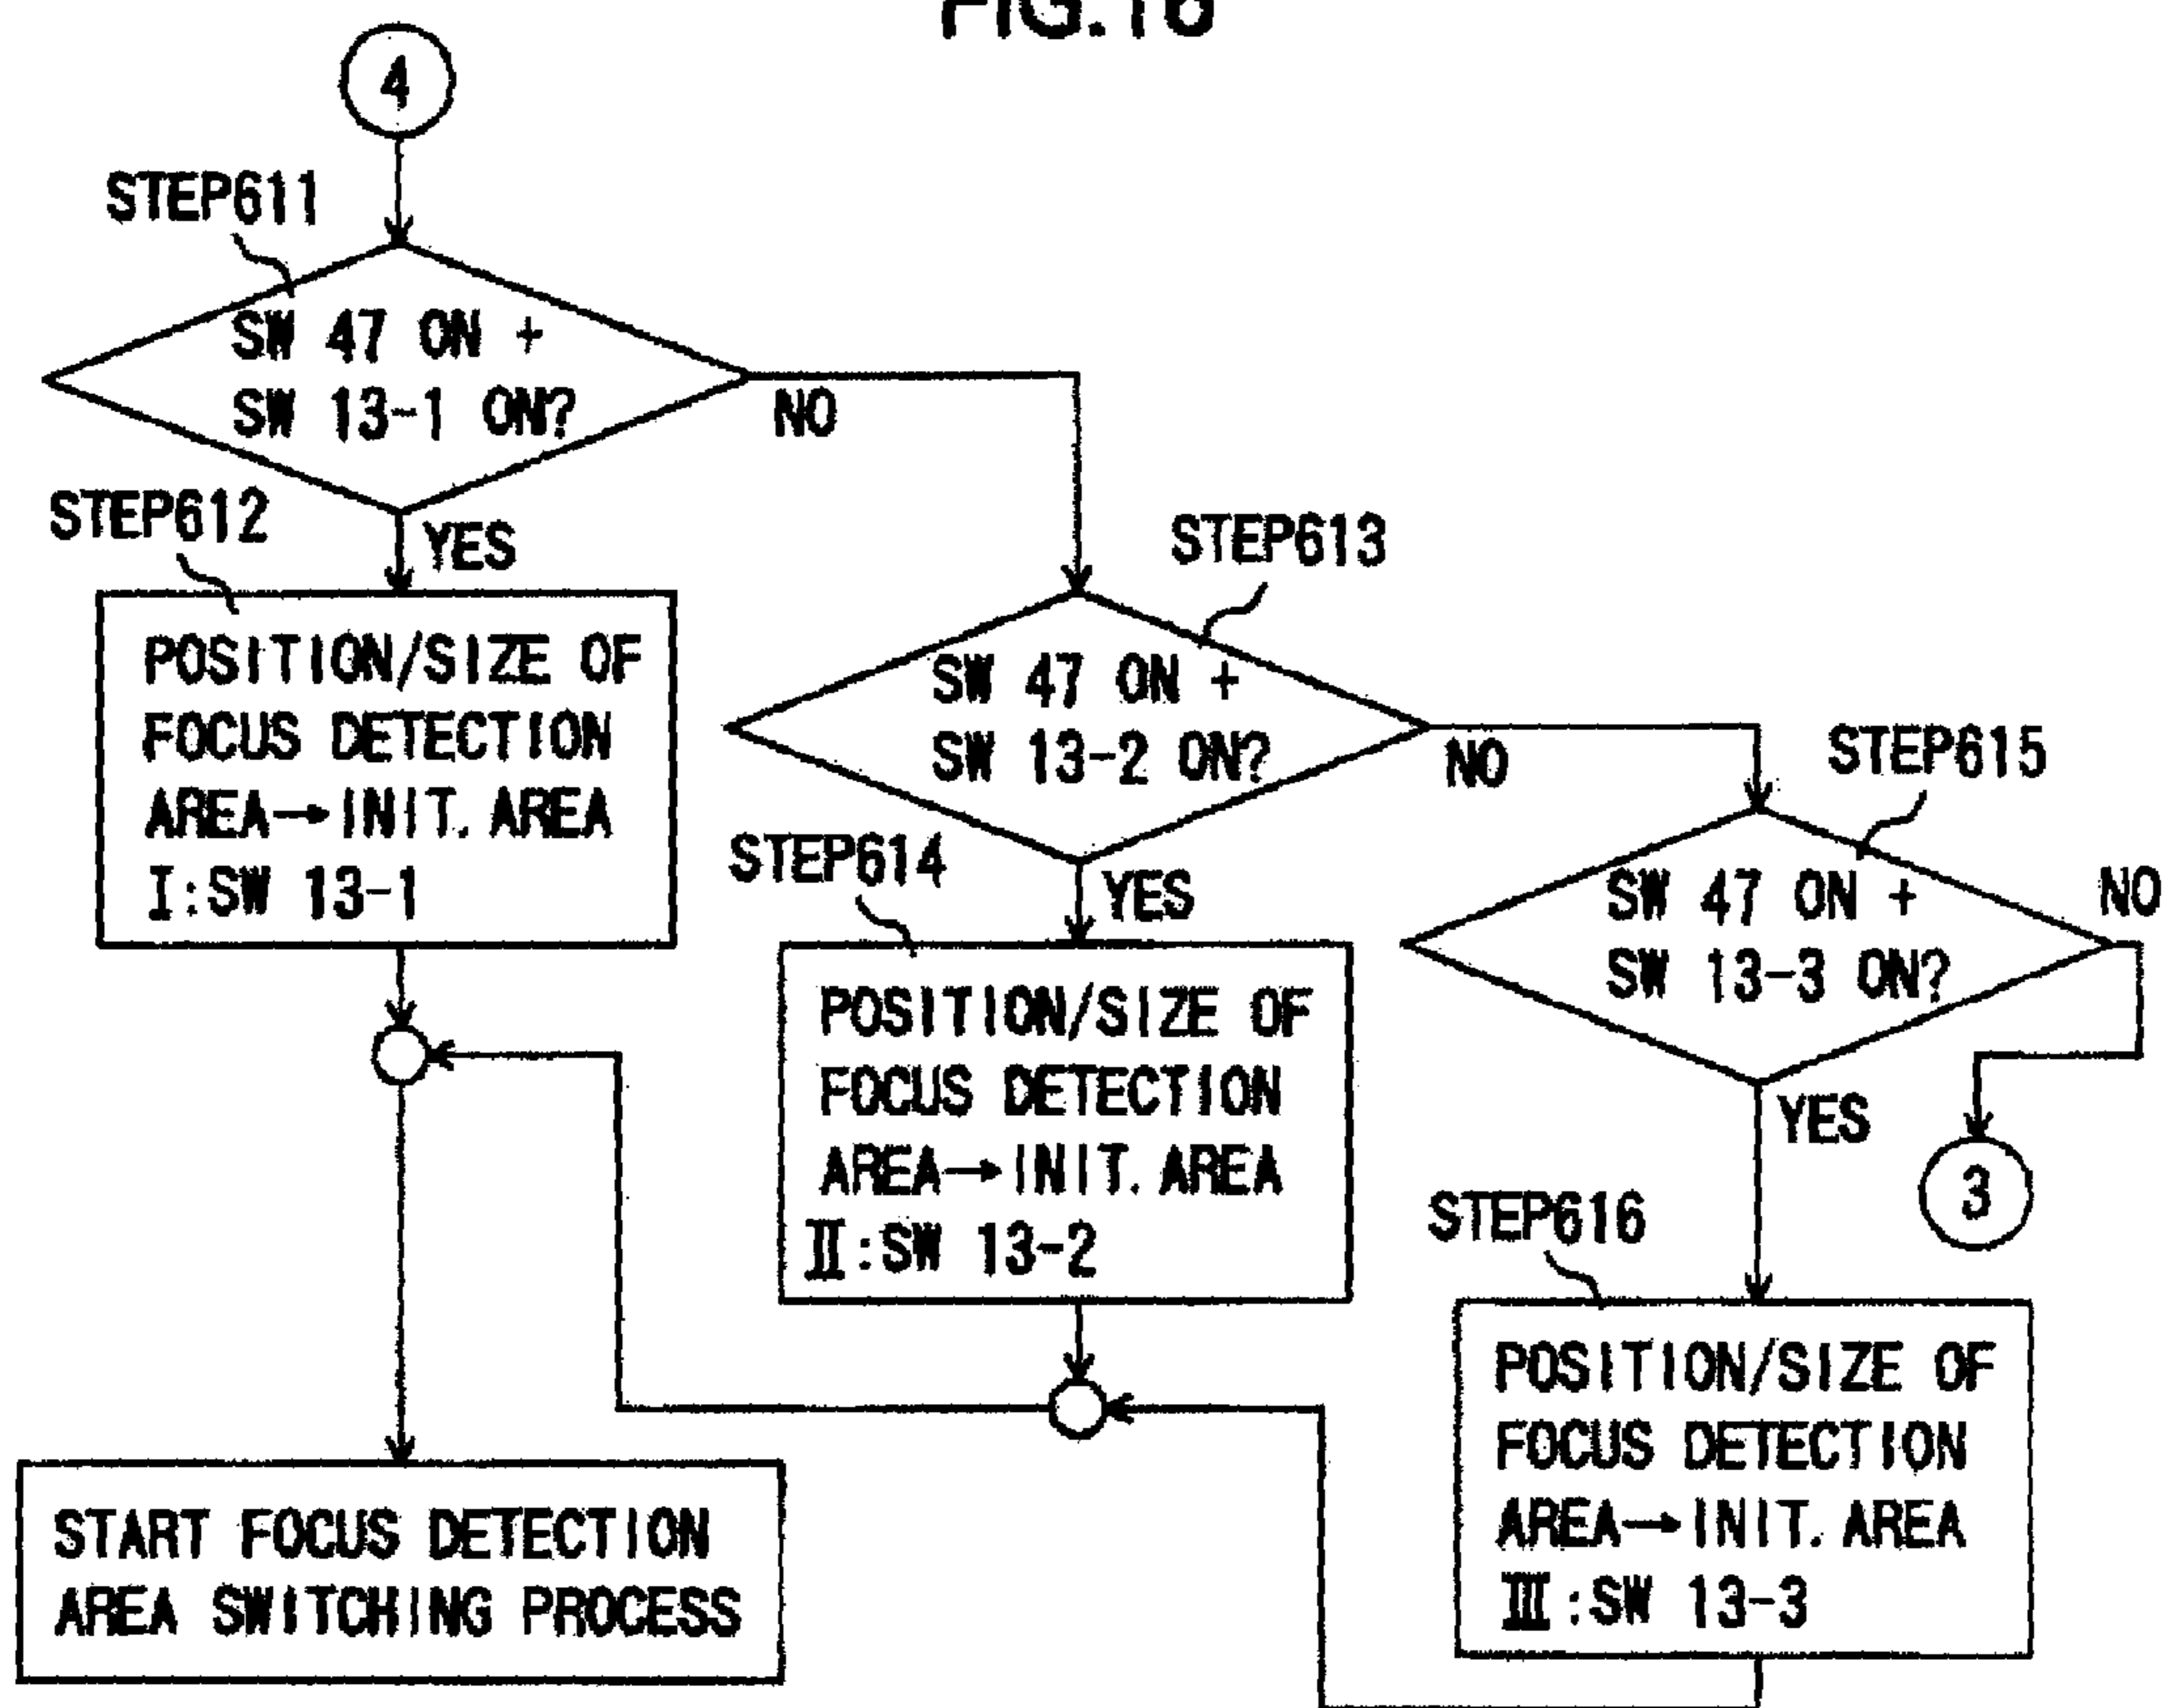 FIG.16
4
STEP611
SW 47 ON +
SW 13-1 ON?
NO
STEP612
YES
POSITION/SIZE OF
FOCUS DETECTION
AREA→INIT. AREA
I:SW 13-1
STEP613
SW 47 ON +
SW 13-2 ON?
NO
STEP614
YES
POSITION/SIZE OF
FOCUS DETECTION
AREA→INIT. AREA
II:SW 13-2
STEP615
SW 47 ON +
SW 13-3 ON?
NO
3
YES
STEP616
POSITION/SIZE OF
FOCUS DETECTION
AREA→INIT. AREA
III:SW 13-3
START FOCUS DETECTION
AREA SWITCHING PROCESS